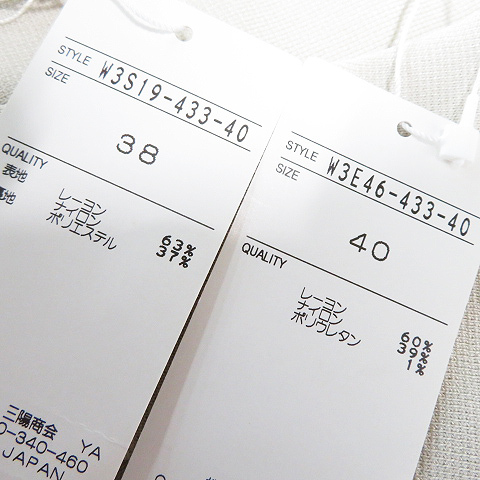 STYLE W3S19-433-40
SIZE
38
QUALITY
表地
レーヨン 63%
ナイロン 37%
地 ポリエステル
三陽商会 YA
0-340-460
JAPAN
STYLE W3E46-433-40
SIZE
40
QUALITY
レーヨン 60%
ナイロン 39%
ポリウレタン 1%